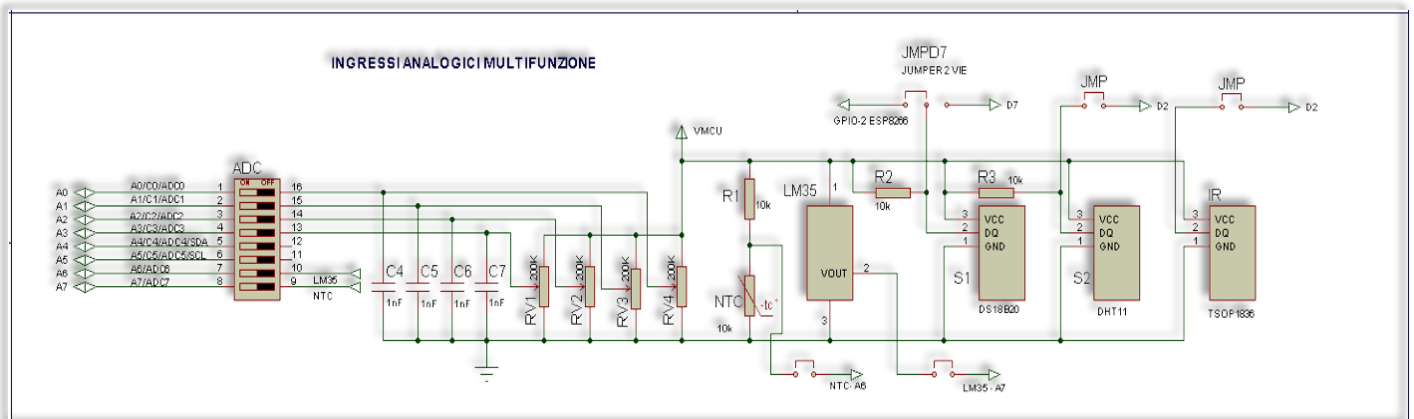 INGRESSI ANALOGICI MULTIFUNZIONE
JMPD7
JUMPER 2 VIE
GPIO-2 ESP8266
D7
JMP
D2
JMP
D2
VMCU
ADC
ON OFF
A0 A0/C0/ADC0 1 16
A1 A1/C1/ADC1 2 15
A2 A2/C2/ADC2 3 14
A3 A3/C3/ADC3 4 13
A4 A4/C4/ADC4/SDA 5 12
A5 A5/C5/ADC5/SCL 6 11
A6 A6/ADC6 7 10 LM35
A7 A7/ADC7 8 9 NTC
C4 1nF
C5 1nF
C6 1nF
C7 1nF
RV1 200K
RV2 200K
RV3 200K
RV4 200K
R1 10k
NTC 10k -tc°
LM35
1
VOUT 2
3
R2 10k
R3 10k
3 VCC
2 DQ
1 GND
S1
DS18B20
3 VCC
2 DQ
1 GND
S2
DHT11
IR
3 VCC
2 DQ
1 GND
TSOP1836
NTC- A6
LM35 - A7